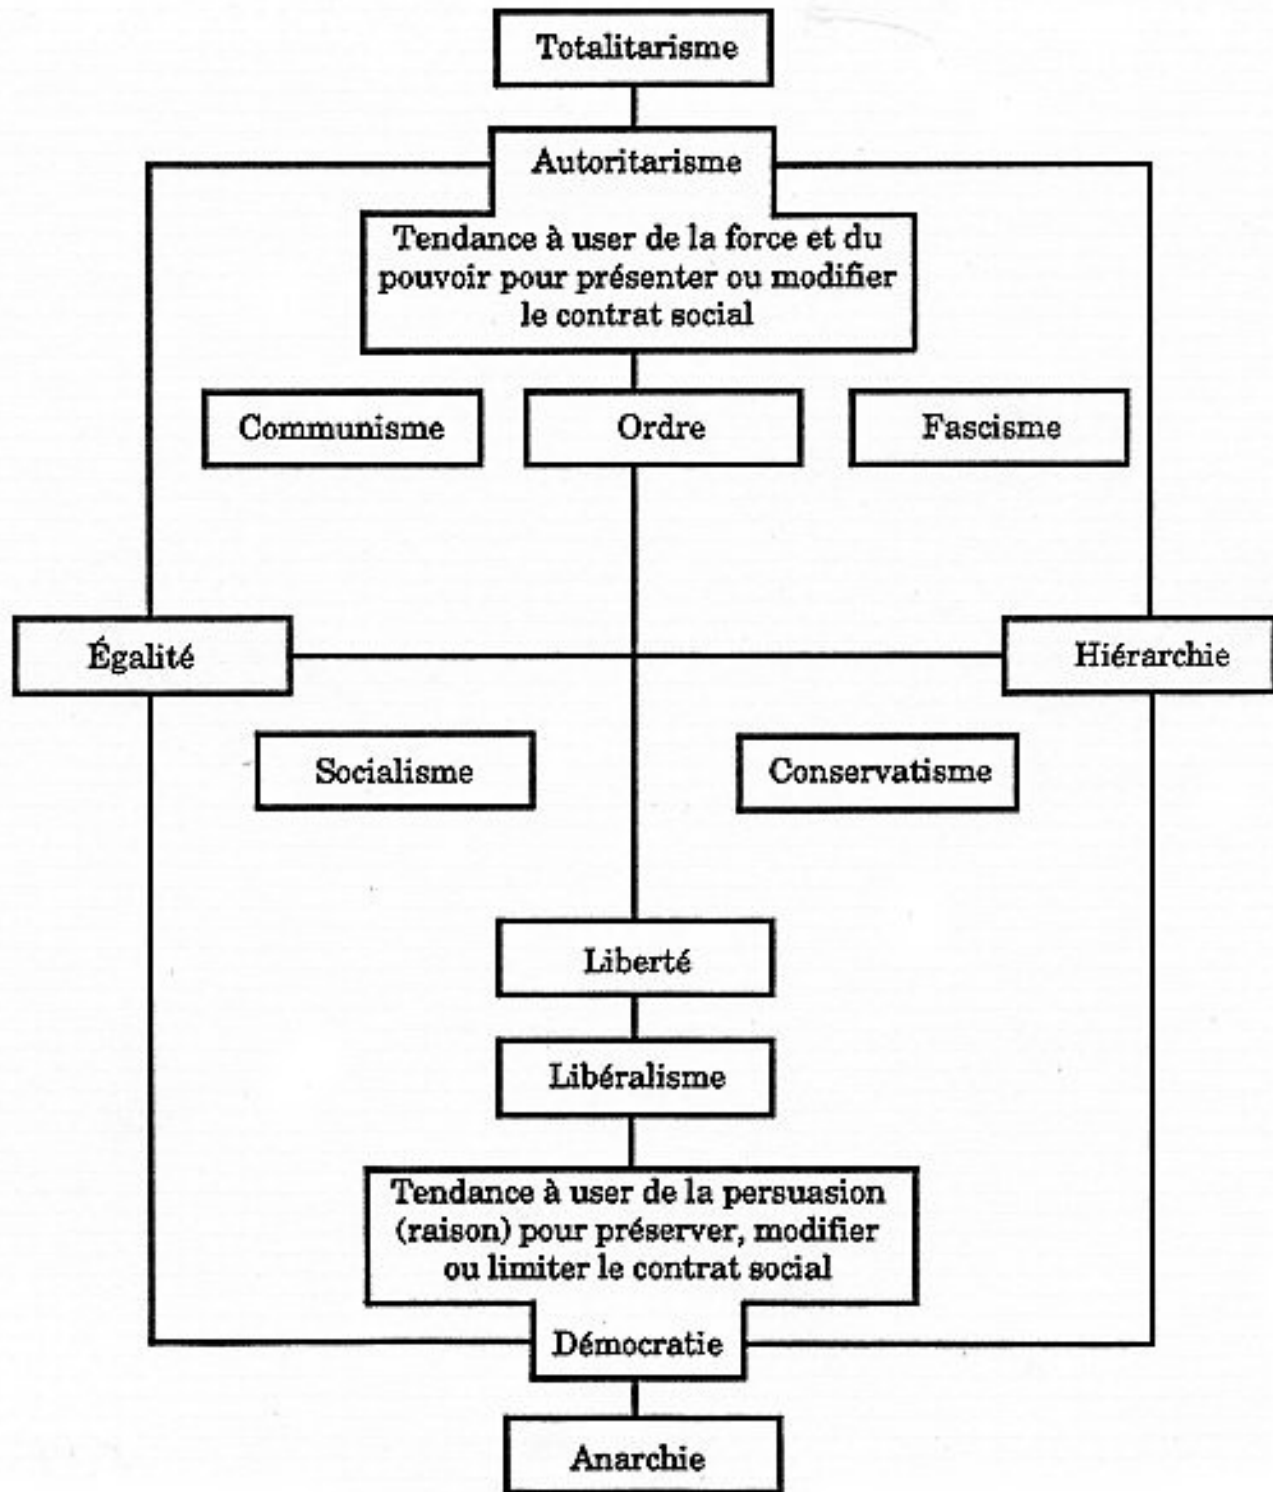 Totalitarisme
Autoritarisme
Tendance à user de la force et du
pouvoir pour présenter ou modifier
le contrat social
Communisme
Ordre
Fascisme
Égalité
Hiérarchie
Socialisme
Conservatisme
Liberté
Libéralisme
Tendance à user de la persuasion
(raison) pour préserver, modifier
ou limiter le contrat social
Démocratie
Anarchie